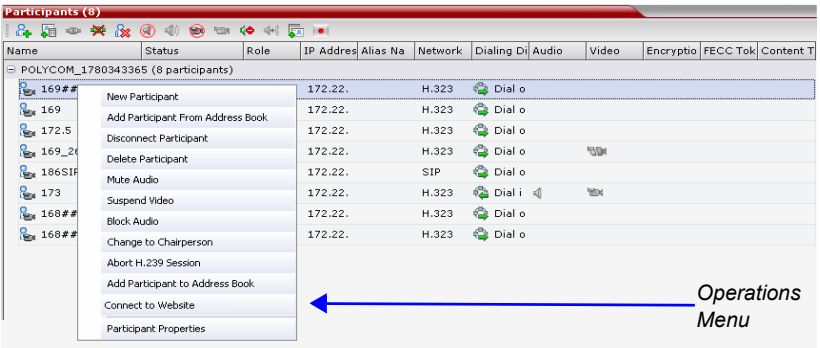 Participants (8)
Name Status Role IP Addres Alias Na Network Dialing Di Audio Video Encryptio FECC Tok Content T
POLYCOM_1780343365 (8 participants)
169## 172.22. H.323 Dial o
169 172.22. H.323 Dial o
172.5 172.22. H.323 Dial o
169_26 172.22. H.323 Dial o
186SIP 172.22. SIP Dial o
173 172.22. H.323 Dial i
168## 172.22. H.323 Dial o
168## 172.22. H.323 Dial o
New Participant
Add Participant From Address Book
Disconnect Participant
Delete Participant
Mute Audio
Suspend Video
Block Audio
Change to Chairperson
Abort H.239 Session
Add Participant to Address Book
Connect to Website
Participant Properties
Operations
Menu